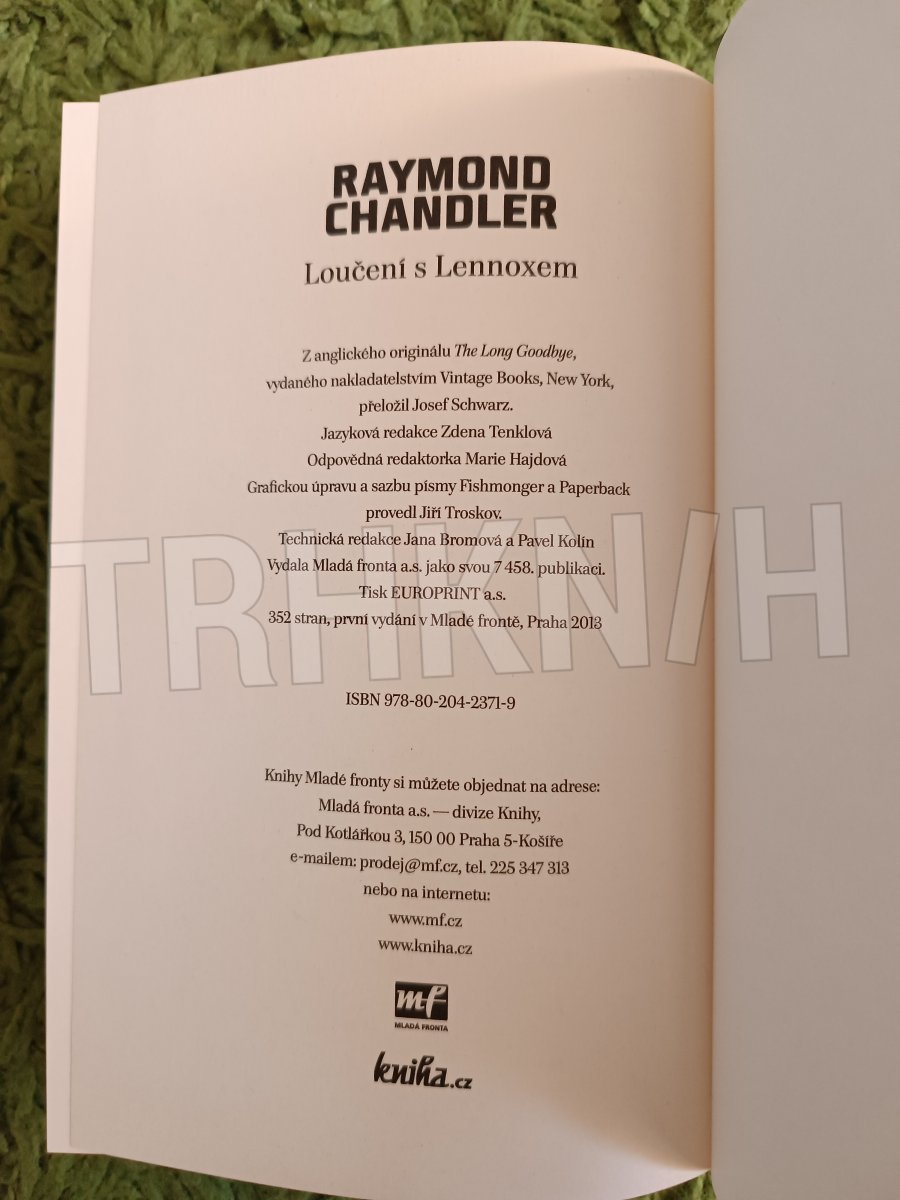 RAYMOND
CHANDLER
Loučení s Lennoxem
Z anglického originálu The Long Goodbye,
vydaného nakladatelstvím Vintage Books, New York,
přeložil Josef Schwarz.
Jazyková redakce Zdena Tenklová
Odpovědná redaktorka Marie Hajdová
Grafickou úpravu a sazbu písmy Fishmonger a Paperback
provedl Jiří Troskov.
Technická redakce Jana Bromová a Pavel Kolín
Vydala Mladá fronta a.s. jako svou 7 458. publikaci.
Tisk EUROPRINT a.s.
352 stran, první vydání v Mladé frontě, Praha 2013
TRHKNIH
ISBN 978-80-204-2371-9
Knihy Mladé fronty si můžete objednat na adrese:
Mladá fronta a.s. — divize Knihy,
Pod Kotlářkou 3, 150 00 Praha 5-Košíře
e-mailem: prodej@mf.cz, tel. 225 347 313
nebo na internetu:
www.mf.cz
www.kniha.cz
mf
MLADÁ FRONTA
kniha.cz